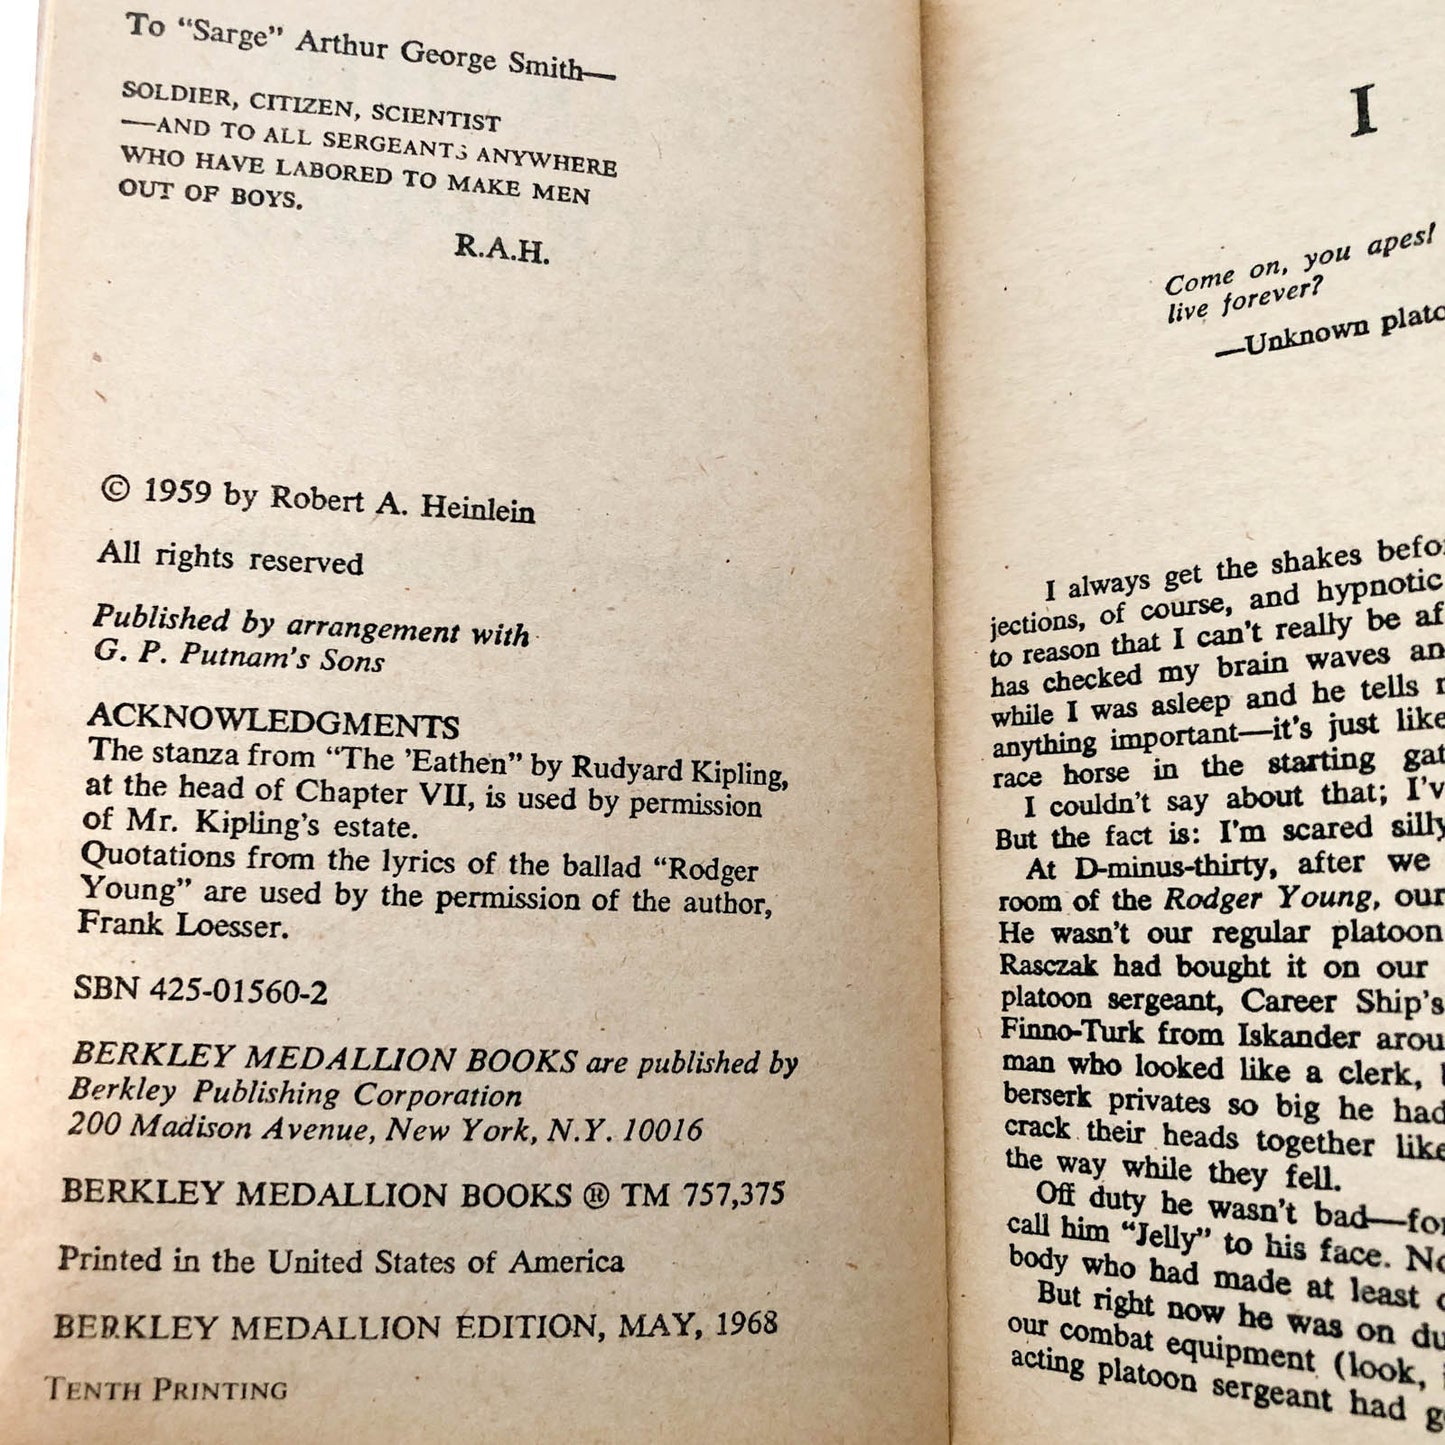 To "Sarge" Arthur George Smith—
SOLDIER, CITIZEN, SCIENTIST
—AND TO ALL SERGEANTS ANYWHERE
WHO HAVE LABORED TO MAKE MEN
OUT OF BOYS.
R.A.H.
© 1959 by Robert A. Heinlein
All rights reserved
Published by arrangement with
G. P. Putnam's Sons
ACKNOWLEDGMENTS
The stanza from "The 'Eathen" by Rudyard Kipling,
at the head of Chapter VII, is used by permission
of Mr. Kipling's estate.
Quotations from the lyrics of the ballad "Rodger
Young" are used by the permission of the author,
Frank Loesser.
SBN 425-01560-2
BERKLEY MEDALLION BOOKS are published by
Berkley Publishing Corporation
200 Madison Avenue, New York, N.Y. 10016
BERKLEY MEDALLION BOOKS ® TM 757,375
Printed in the United States of America
BERKLEY MEDALLION EDITION, MAY, 1968
TENTH PRINTING
I
Come on, you apes!
live forever?
—Unknown
I always get the shakes
jections, of course, and hypnotic
to reason that I can't really be
has checked my brain waves
while I was asleep and he tells
anything important—it's just like
race horse in the starting
I couldn't say about that;
But the fact is: I'm scared
At D-minus-thirty, after we
room of the Rodger Young, our
He wasn't our regular platoon
Rasczak had bought it on our
platoon sergeant, Career Ship's
Finno-Turk from Iskander
man who looked like a clerk,
berserk privates so big he had
crack their heads together like
the way while they fell.
Off duty he wasn't bad—
call him "Jelly" to his face.
body who had made at least
But right now he was on
our combat equipment (look,
acting platoon sergeant had